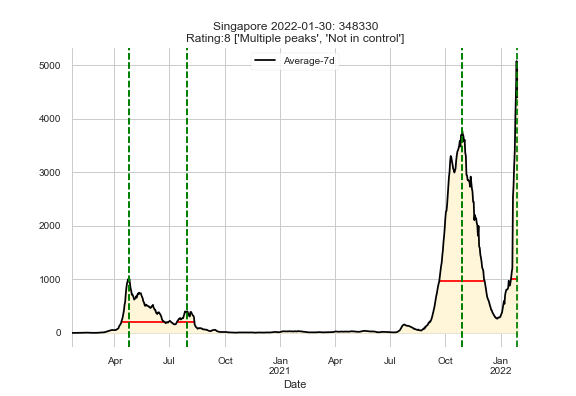 Singapore 2022-01-30: 348330
Rating:8 ['Multiple peaks', 'Not in control']
Average-7d
5000
4000
3000
2000
1000
0
Apr
Jul
Oct
Jan
2021
Apr
Jul
Oct
Jan
2022
Date